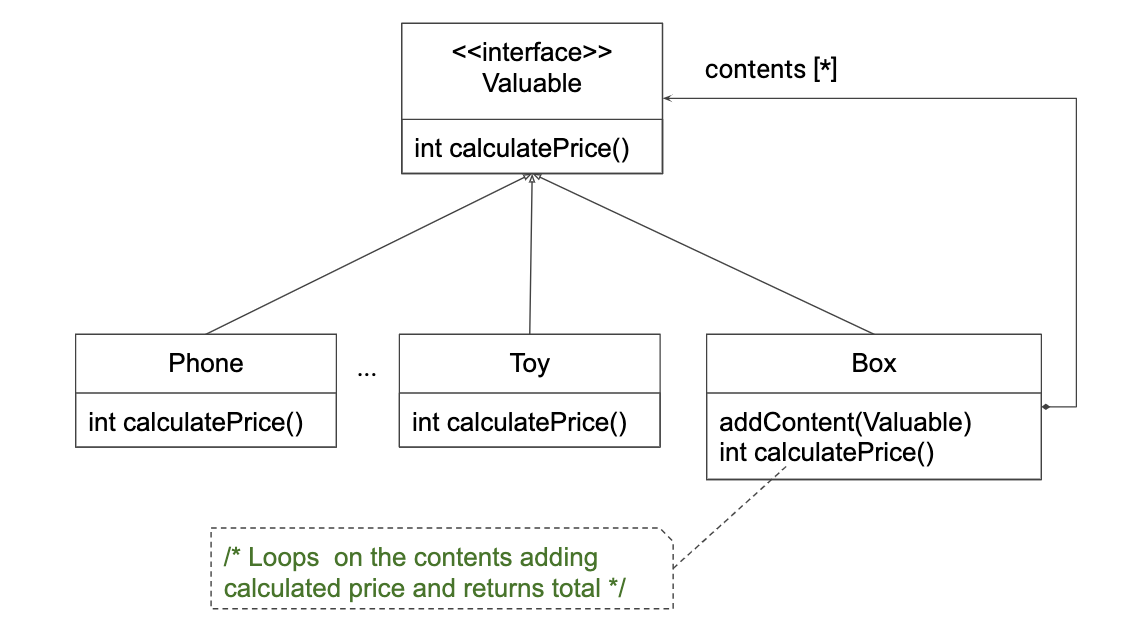 <<interface>>
Valuable
contents [*]
int calculatePrice()
Phone
...
Toy
Box
int calculatePrice()
int calculatePrice()
addContent(Valuable)
int calculatePrice()
/* Loops  on the contents adding
calculated price and returns total */